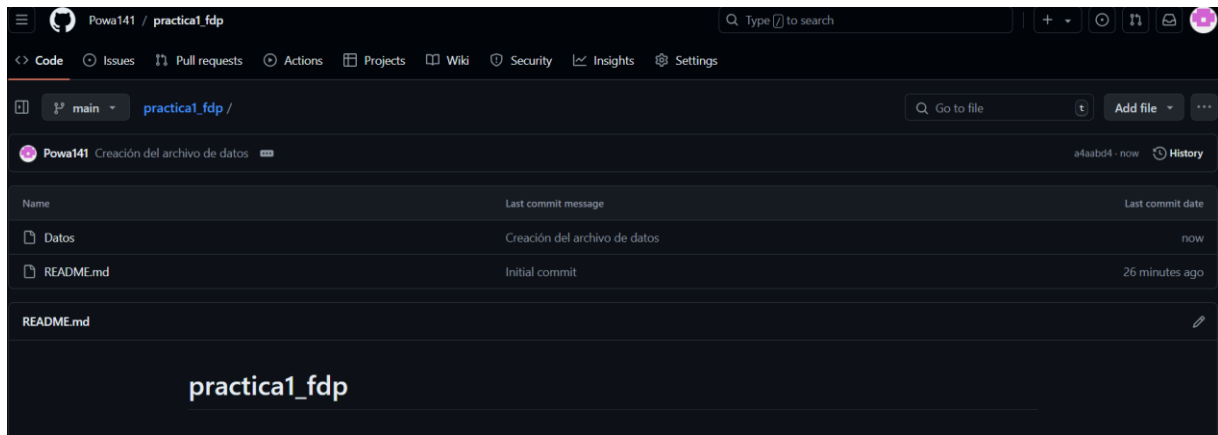 Powa141 / practica1_fdp
Type / to search
Code Issues Pull requests Actions Projects Wiki Security Insights Settings
main practica1_fdp / Go to file t Add file
Powa141 Creación del archivo de datos a4aabd4 · now History
Name Last commit message Last commit date
Datos Creación del archivo de datos now
README.md Initial commit 26 minutes ago
README.md
practica1_fdp